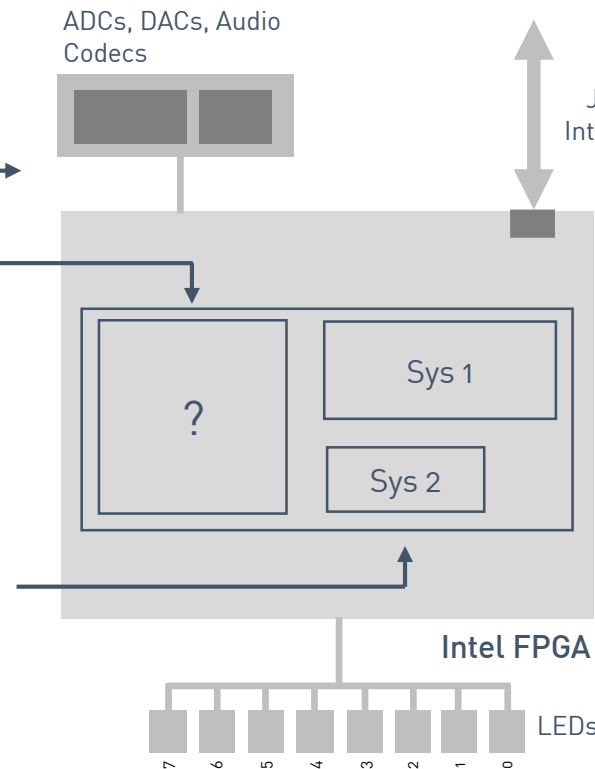 ADCs, DACs, Audio
Codecs
J
Int
?
Sys 1
Sys 2
Intel FPGA
LEDs
7
6
5
4
3
2
1
0